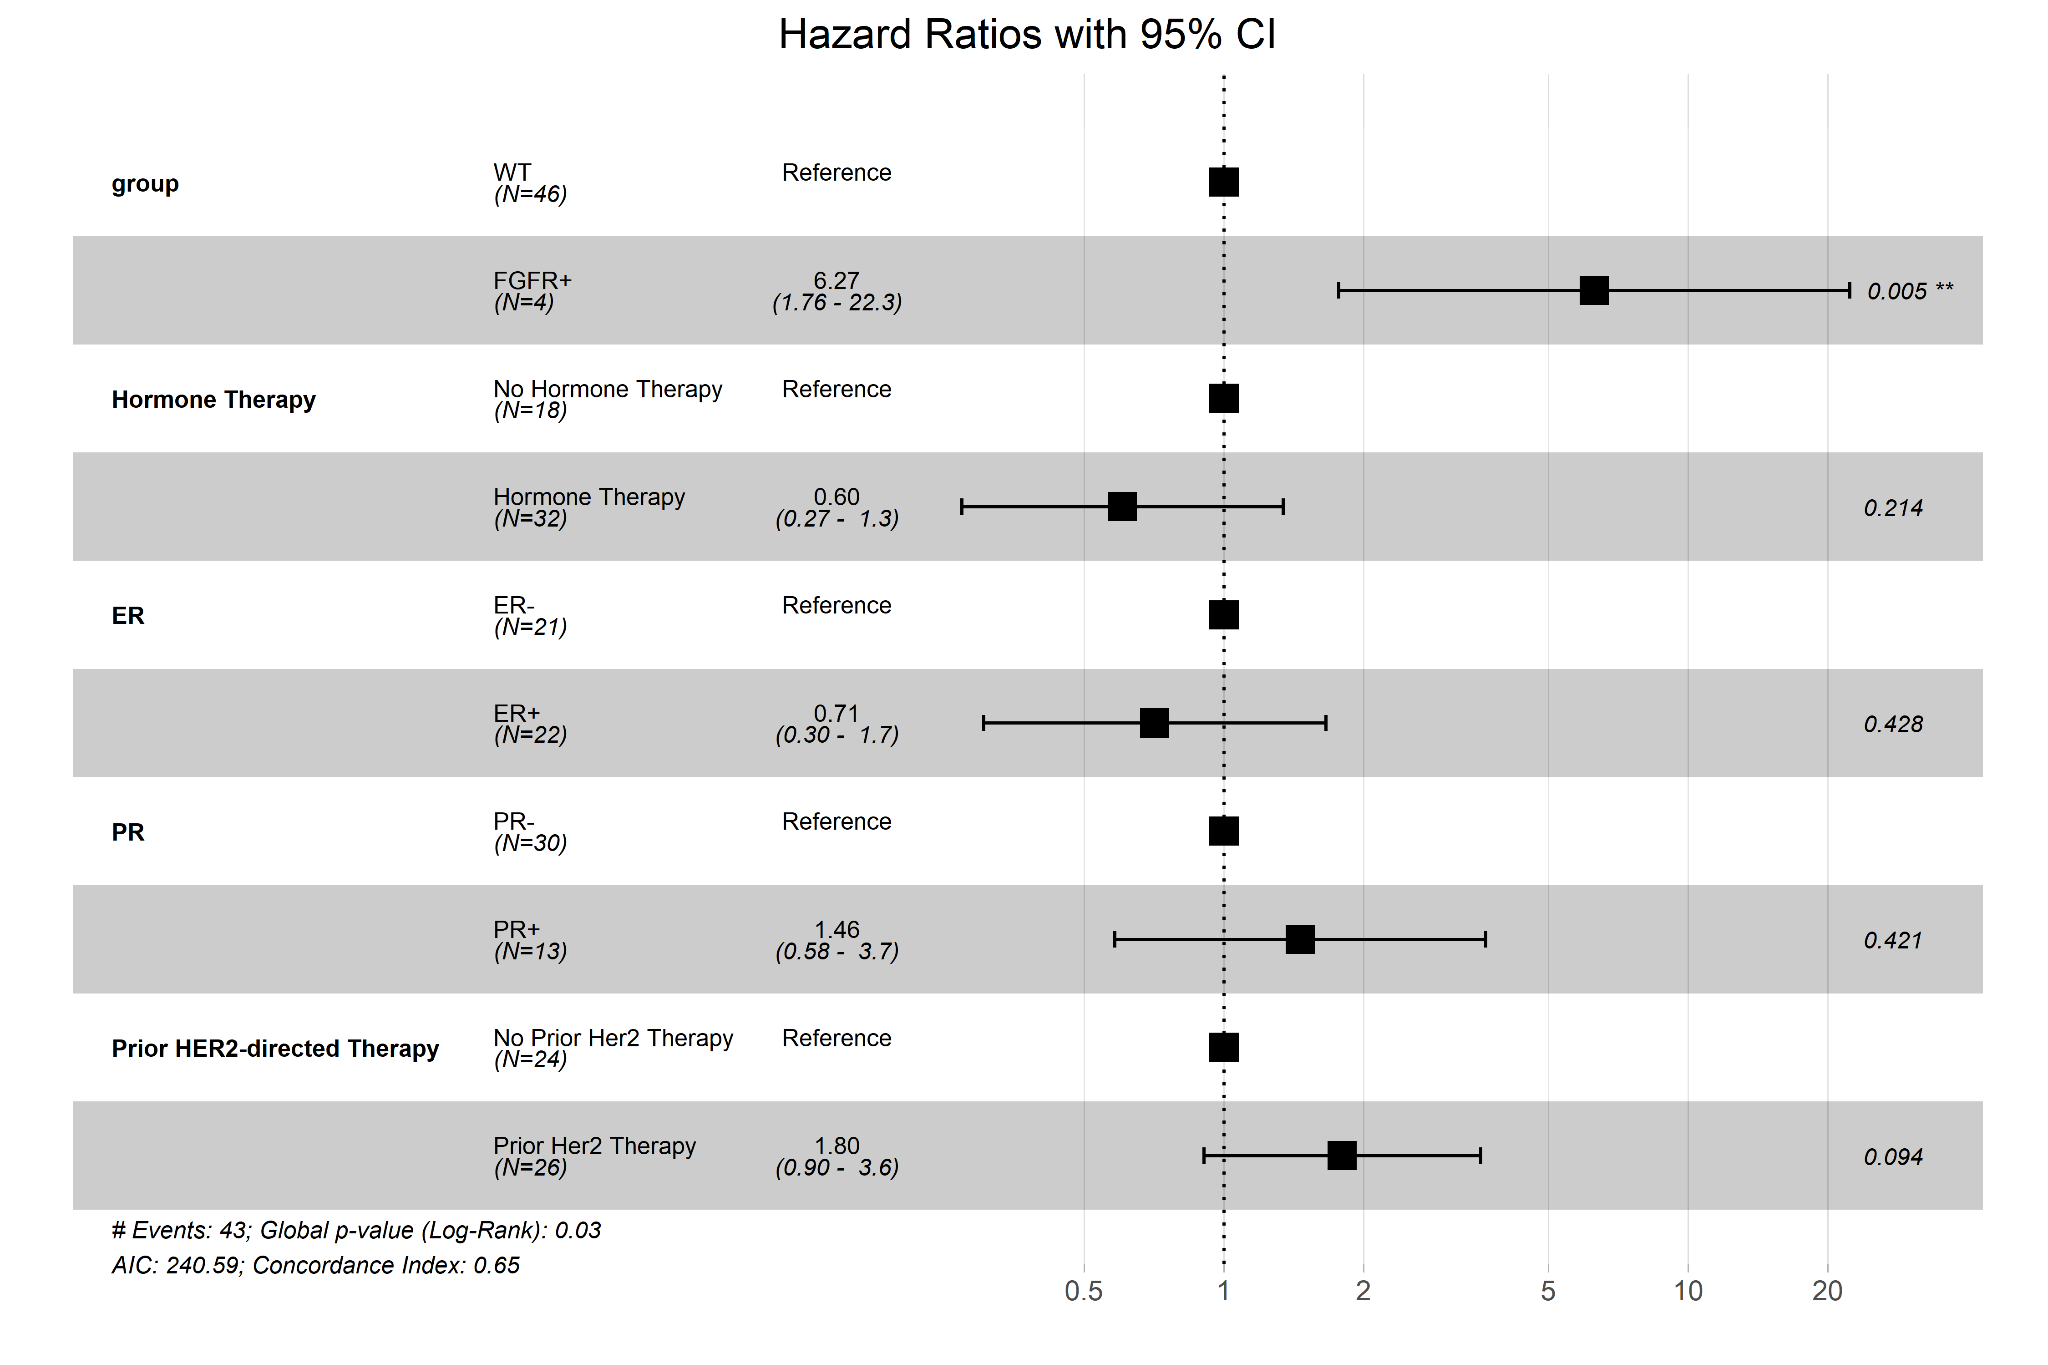 Hazard Ratios with 95% CI
group
WT
(N=46)
Reference
FGFR+
(N=4)
6.27
(1.76 - 22.3)
0.005 **
Hormone Therapy
No Hormone Therapy
(N=18)
Reference
Hormone Therapy
(N=32)
0.60
(0.27 - 1.3)
0.214
ER
ER-
(N=21)
Reference
ER+
(N=22)
0.71
(0.30 - 1.7)
0.428
PR
PR-
(N=30)
Reference
PR+
(N=13)
1.46
(0.58 - 3.7)
0.421
Prior HER2-directed Therapy
No Prior Her2 Therapy
(N=24)
Reference
Prior Her2 Therapy
(N=26)
1.80
(0.90 - 3.6)
0.094
# Events: 43; Global p-value (Log-Rank): 0.03
AIC: 240.59; Concordance Index: 0.65
0.5 1 2 5 10 20